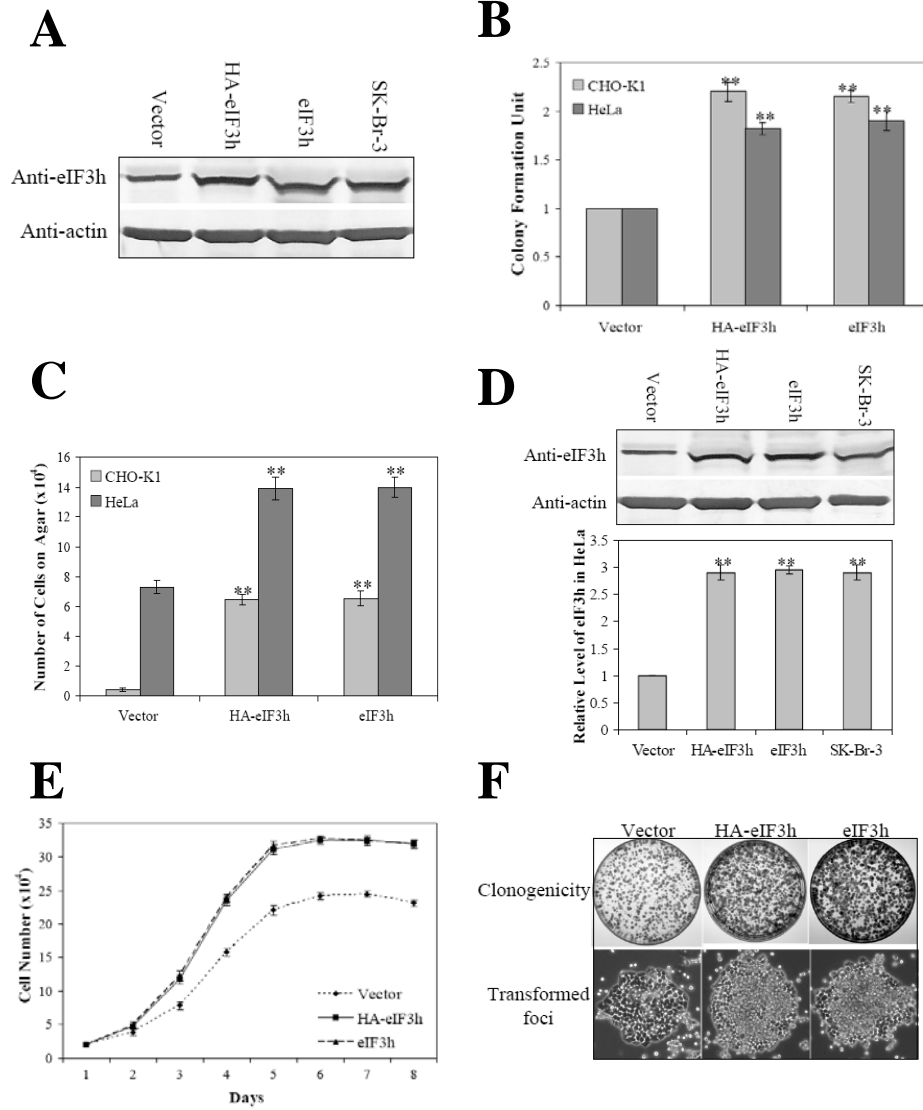 A
Vector
HA-eIF3h
eIF3h
SK-Br-3
Anti-eIF3h
Anti-actin
B
Colony Formation Unit
2.5
2
1.5
1
0.5
0
CHO-K1
HeLa
**
**
**
**
Vector
HA-eIF3h
eIF3h
C
Number of Cells on Agar (x10⁴)
16
14
12
10
8
6
4
2
0
CHO-K1
HeLa
**
**
**
**
Vector
HA-eIF3h
eIF3h
D
Vector
HA-eIF3h
eIF3h
SK-Br-3
Anti-eIF3h
Anti-actin
Relative Level of eIF3h in HeLa
3.5
3
2.5
2
1.5
1
0.5
0
**
**
**
Vector
HA-eIF3h
eIF3h
SK-Br-3
E
Cell Number (x10⁴)
35
30
25
20
15
10
5
0
Vector
HA-eIF3h
eIF3h
1 2 3 4 5 6 7 8
Days
F
Vector HA-eIF3h eIF3h
Clonogenicity
Transformed
foci